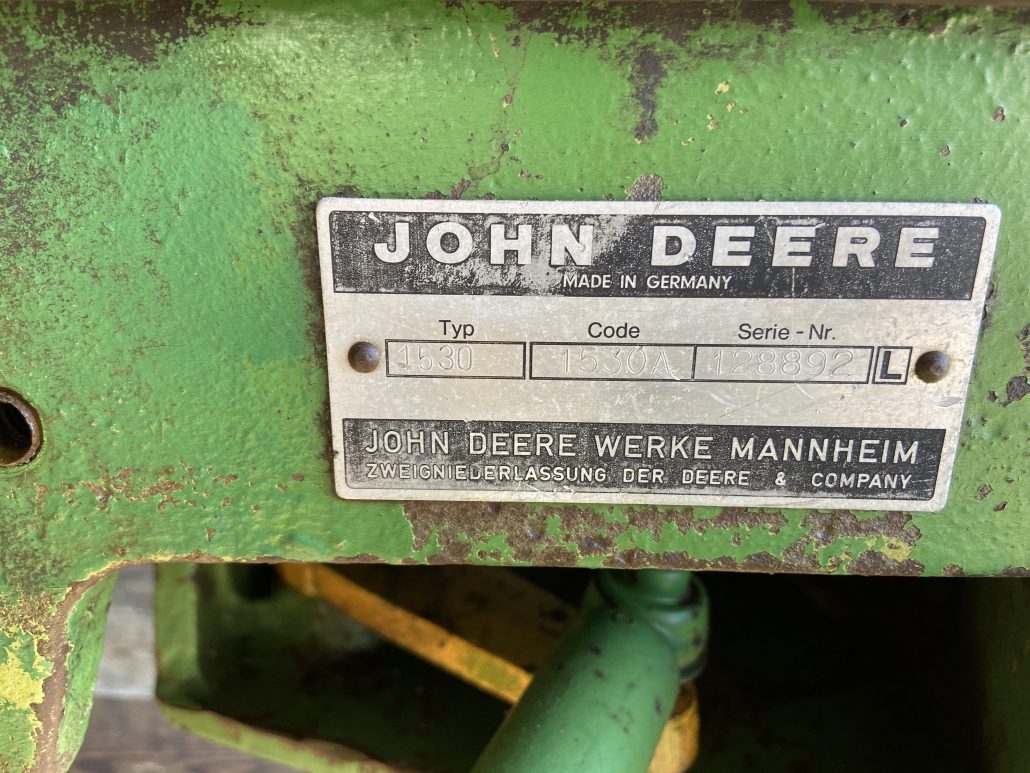 JOHN DEERE
MADE IN GERMANY
Typ Code Serie - Nr.
1530 1530A 128892 L
JOHN DEERE WERKE MANNHEIM
ZWEIGNIEDERLASSUNG DER DEERE & COMPANY